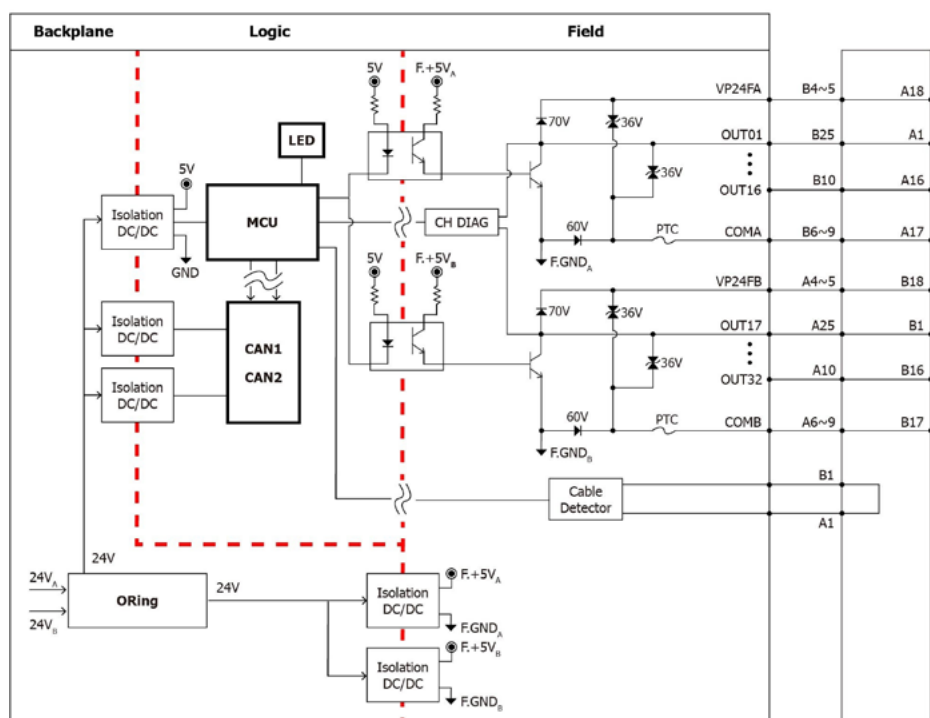 Backplane
Logic
Field
5V
F.+5VA
VP24FA
B4~5
A18
70V
36V
LED
OUT01
B25
A1
36V
5V
OUT16
B10
A16
Isolation
DC/DC
MCU
CH DIAG
60V
PTC
COMA
B6~9
A17
GND
5V
F.+5VB
F.GNDA
VP24FB
A4~5
B18
70V
36V
Isolation
DC/DC
CAN1
CAN2
OUT17
A25
B1
36V
Isolation
DC/DC
OUT32
A10
B16
60V
PTC
COMB
A6~9
B17
F.GNDB
Cable
Detector
B1
A1
24V
24VA
24VB
ORing
24V
Isolation
DC/DC
F.+5VA
F.GNDA
Isolation
DC/DC
F.+5VB
F.GNDB